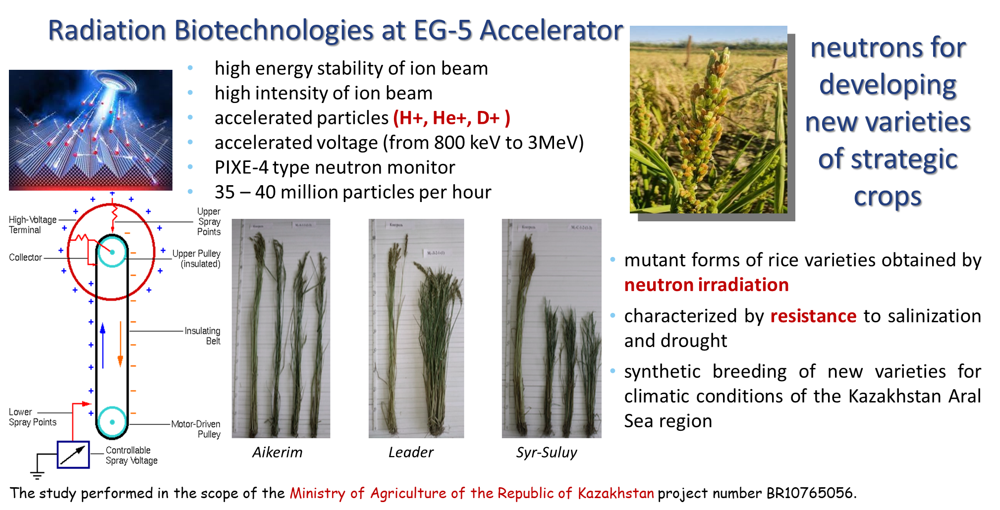 Radiation Biotechnologies at EG-5 Accelerator
• high energy stability of ion beam
• high intensity of ion beam
• accelerated particles (H+, He+, D+ )
• accelerated voltage (from 800 keV to 3MeV)
• PIXE-4 type neutron monitor
• 35 – 40 million particles per hour
neutrons for
developing
new varieties
of strategic
crops
High-Voltage
Terminal
Collector
Upper
Spray
Points
Upper Pulley
(insulated)
Insulating
Belt
Lower
Spray Points
Motor-Driven
Pulley
Controllable
Spray Voltage
Контроль
Контроль
Контроль
Aikerim
Leader
Syr-Suluy
• mutant forms of rice varieties obtained by
neutron irradiation
• characterized by resistance to salinization
and drought
• synthetic breeding of new varieties for
climatic conditions of the Kazakhstan Aral
Sea region
The study performed in the scope of the Ministry of Agriculture of the Republic of Kazakhstan project number BR10765056.